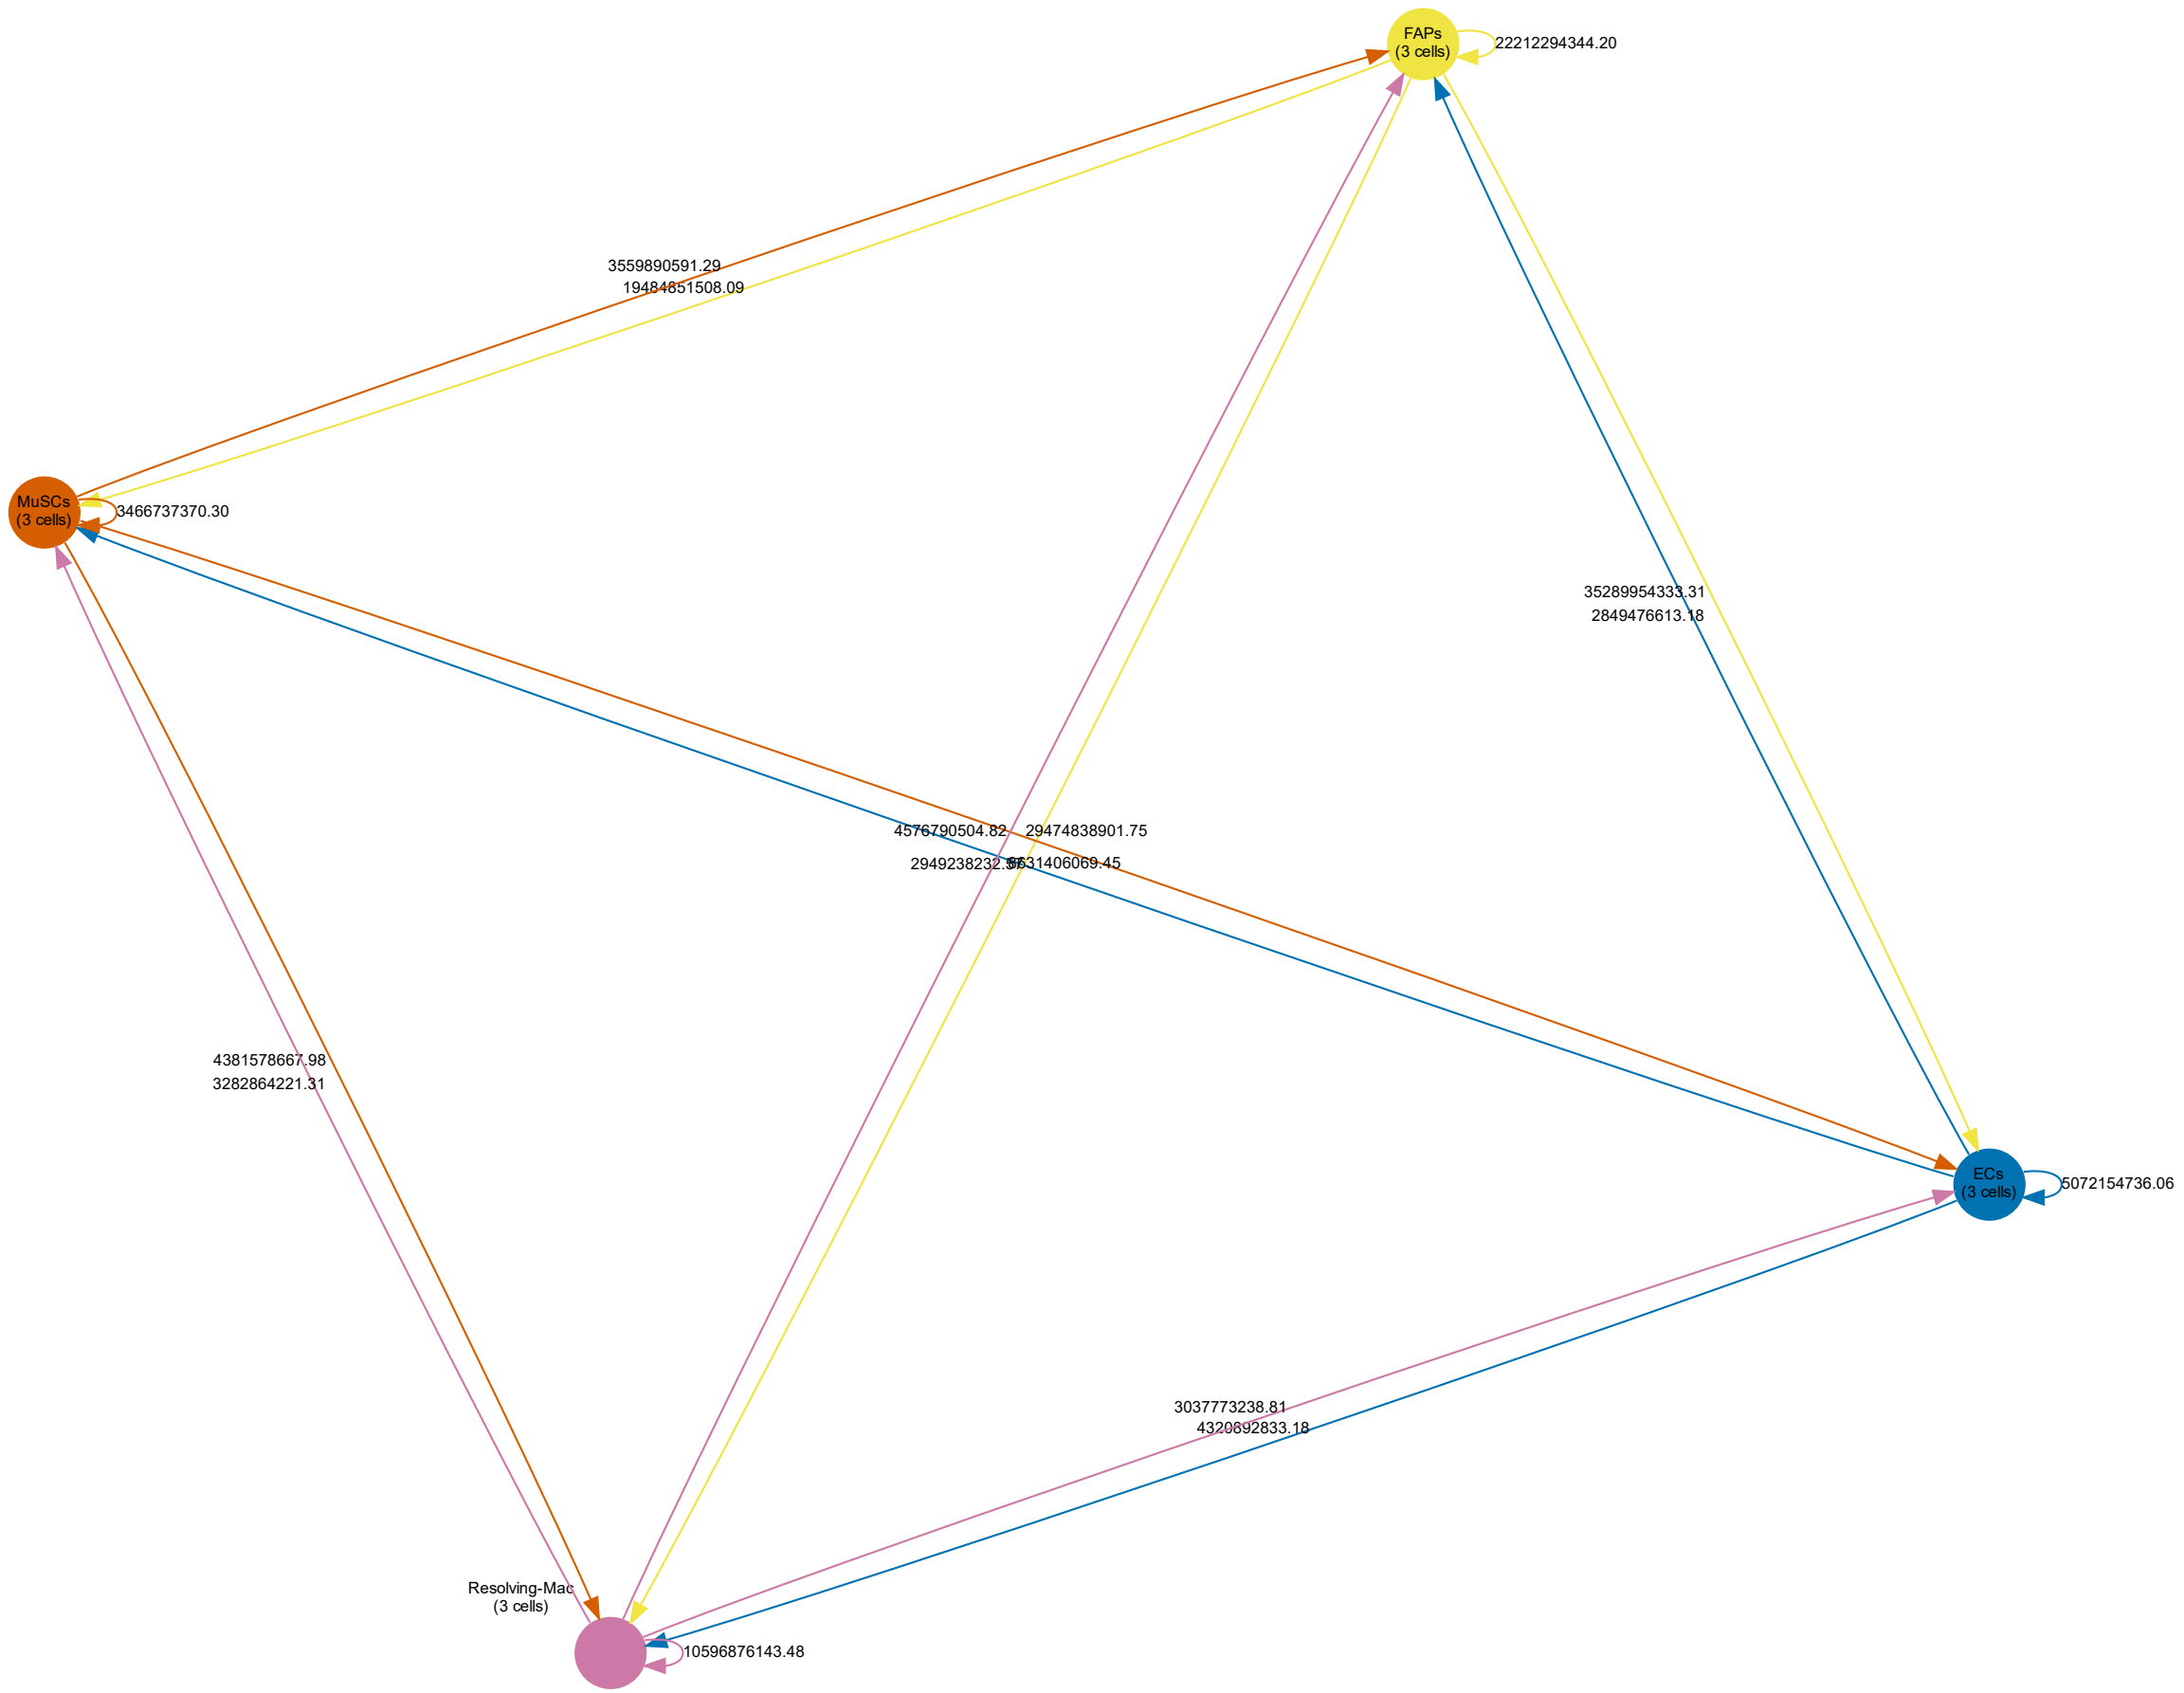 FAPs
(3 cells)
22212294344.20
3559890591.29
19484851508.09
MuSCs
(3 cells)
3466737370.30
35289954333.31
2849476613.18
4576790504.82
29474838901.75
4381578667.98
3282864221.31
ECs
(3 cells)
5072154736.06
3037773238.81
4320892833.18
Resolving-Mac
(3 cells)
10596876143.48